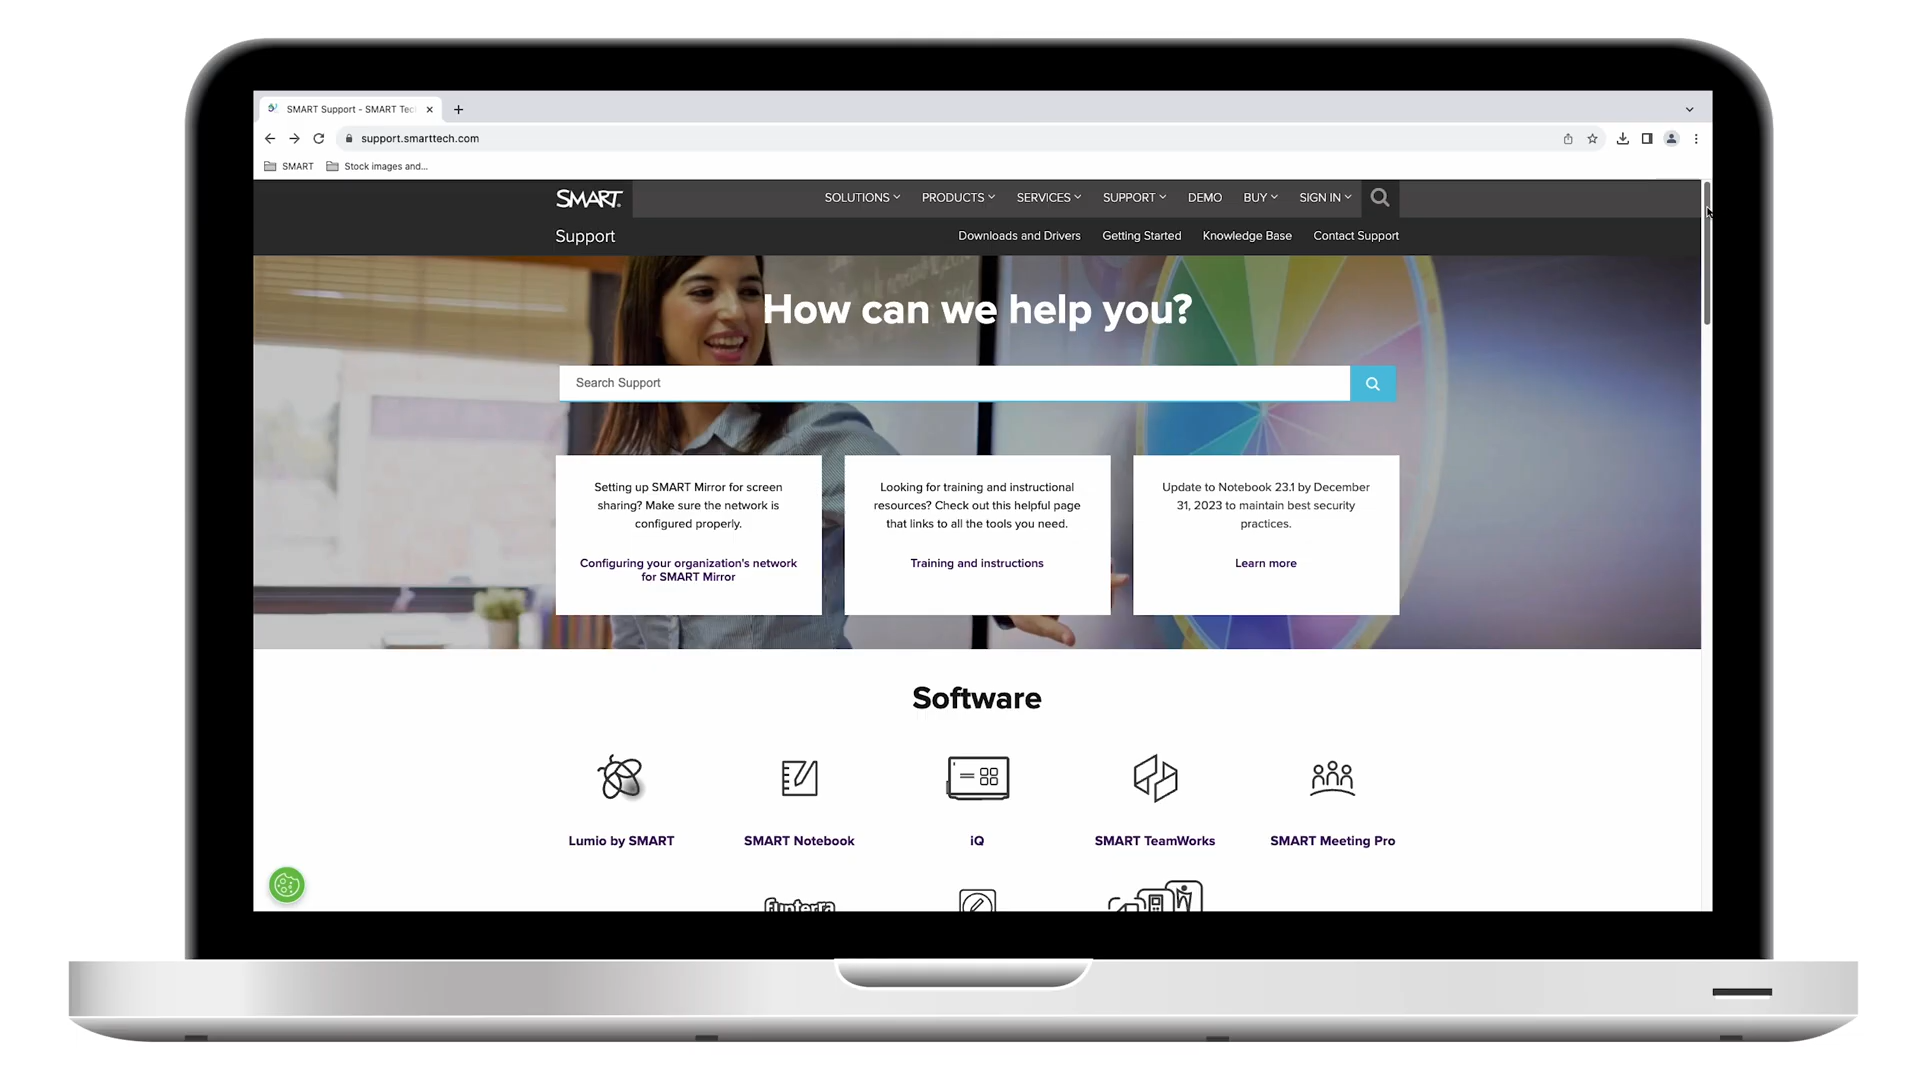 SMART Support - SMART Tec
support.smarttech.com
SMART Stock images and...
SMART SOLUTIONS PRODUCTS SERVICES SUPPORT DEMO BUY SIGN IN
Support Downloads and Drivers Getting Started Knowledge Base Contact Support
How can we help you?
Search Support
Setting up SMART Mirror for screen
sharing? Make sure the network is
configured properly.
Configuring your organization's network
for SMART Mirror
Looking for training and instructional
resources? Check out this helpful page
that links to all the tools you need.
Training and instructions
Update to Notebook 23.1 by December
31, 2023 to maintain best security
practices.
Learn more
Software
Lumio by SMART
SMART Notebook
iQ
SMART TeamWorks
SMART Meeting Pro